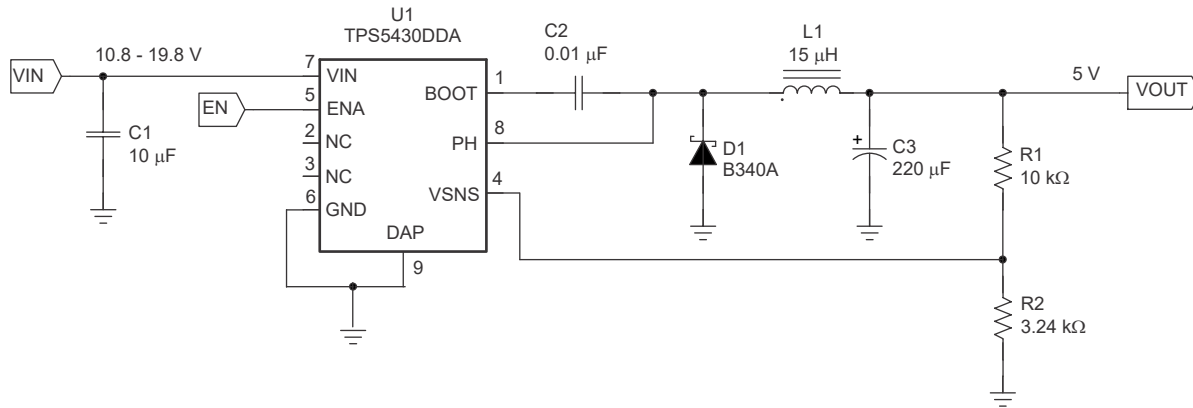 U1
TPS5430DDA
VIN
10.8 - 19.8 V
C1
10 μF
EN
7
VIN
5
ENA
2
NC
3
NC
6
GND
DAP
9
BOOT
1
PH
8
VSNS
4
C2
0.01 μF
D1
B340A
L1
15 μH
+
C3
220 μF
5 V
VOUT
R1
10 kΩ
R2
3.24 kΩ